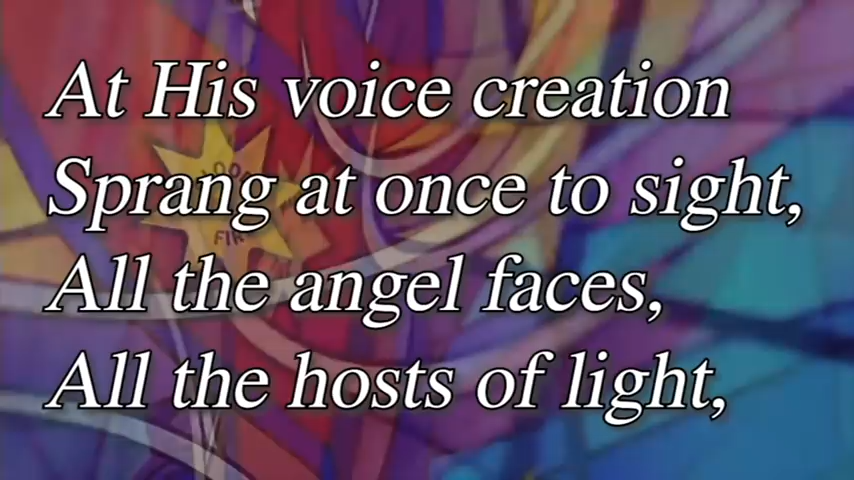 At His voice creation
Sprang at once to sight,
All the angel faces,
All the hosts of light,